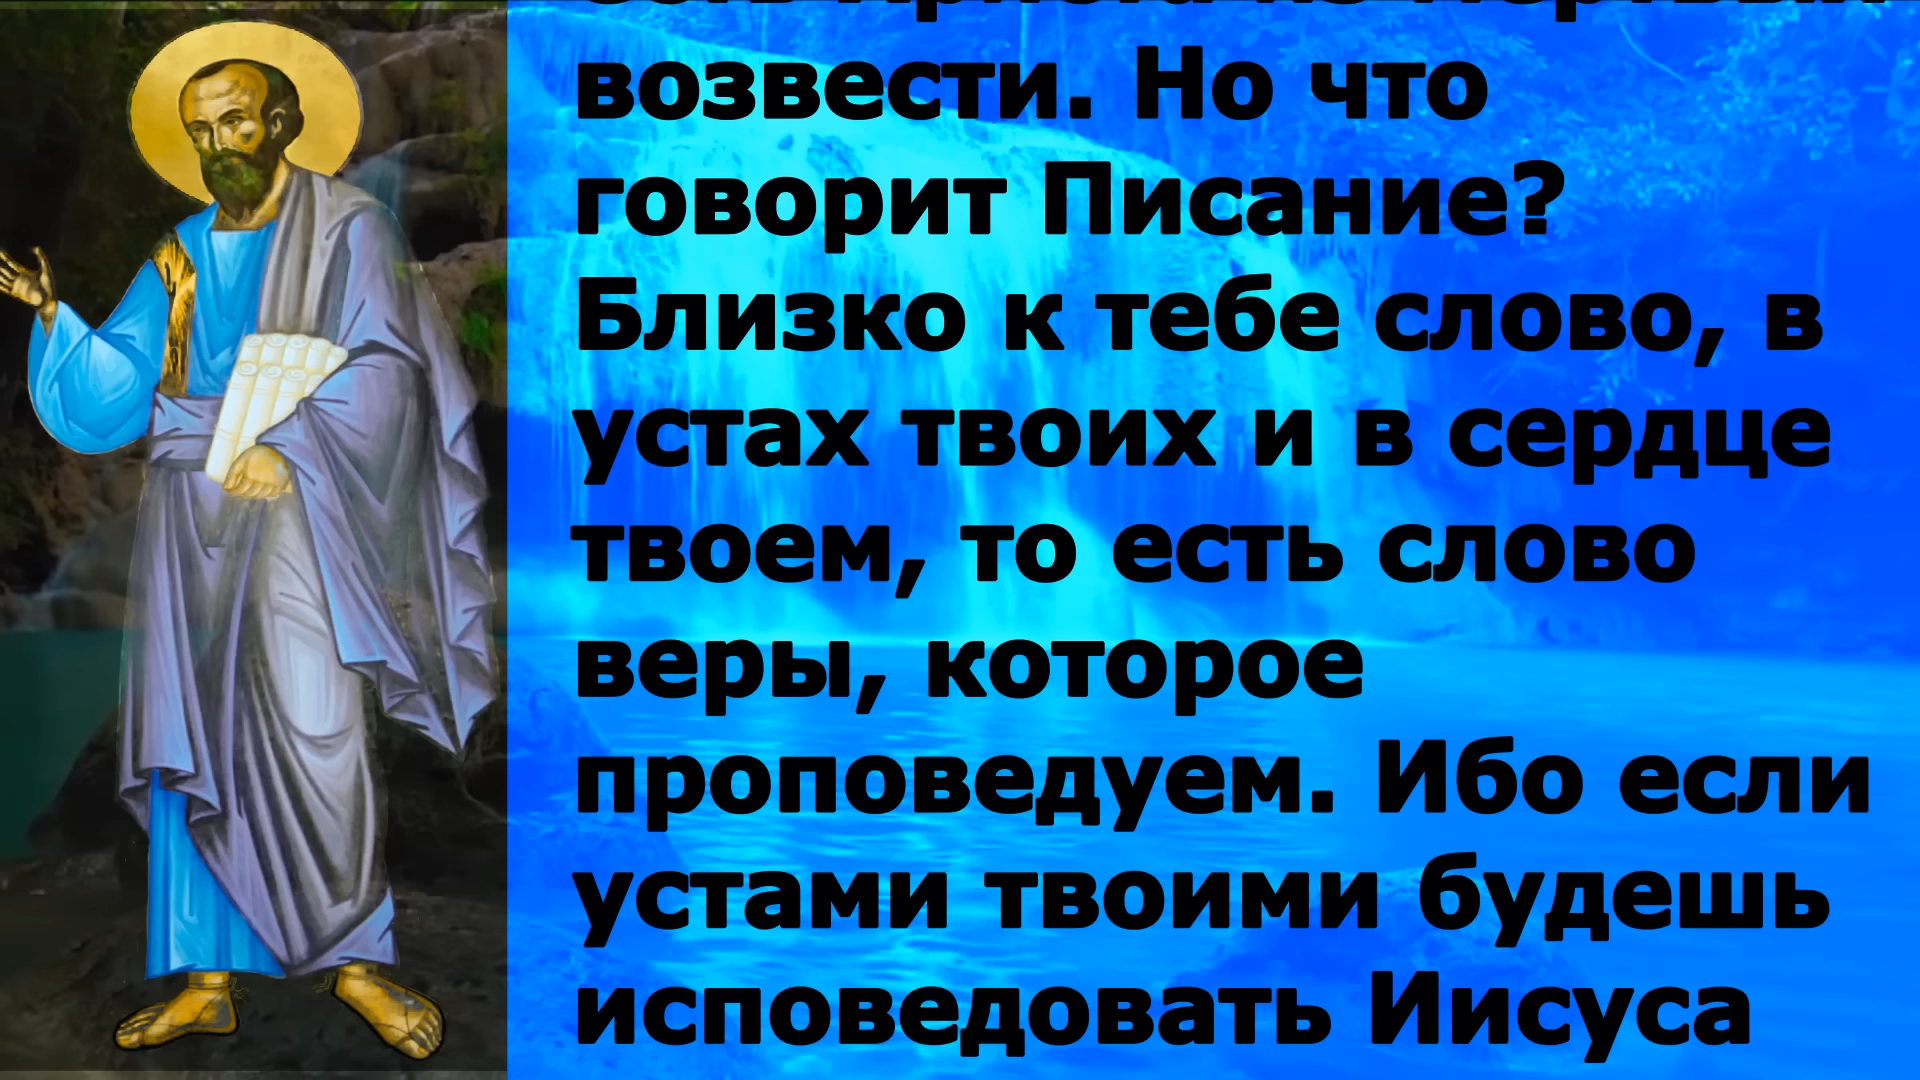 возвести. Но что
говорит Писание?
Близко к тебе слово, в
устах твоих и в сердце
твоем, то есть слово
веры, которое
проповедуем. Ибо если
устами твоими будешь
исповедовать Иисуса